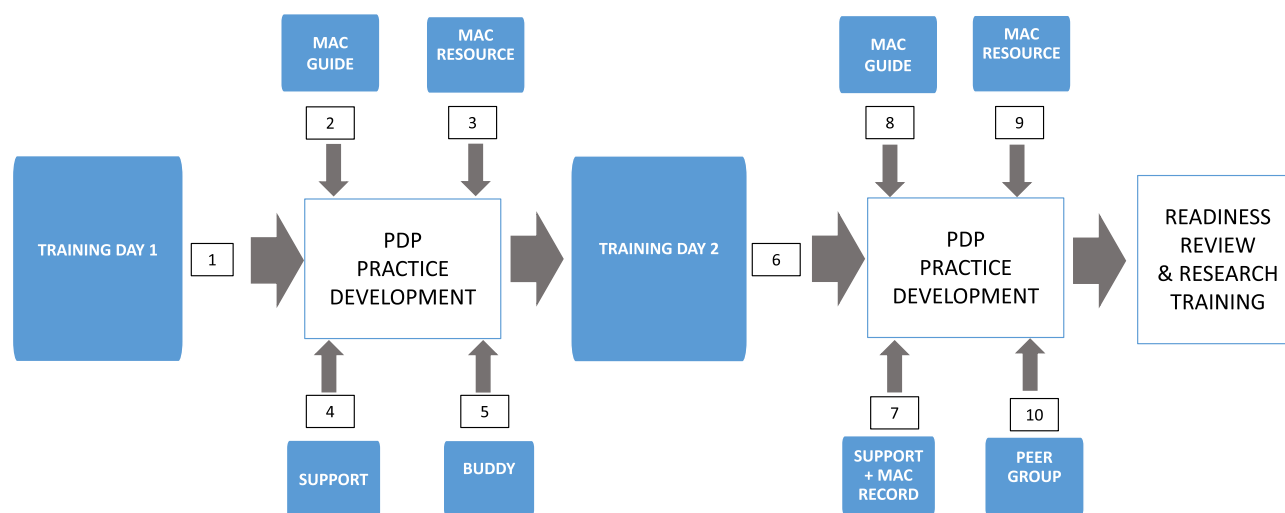 MAC
GUIDE
MAC
RESOURCE
MAC
GUIDE
MAC
RESOURCE
2
3
8
9
TRAINING DAY 1
1
PDP
PRACTICE
DEVELOPMENT
TRAINING DAY 2
6
PDP
PRACTICE
DEVELOPMENT
READINESS
REVIEW
& RESEARCH
TRAINING
4
5
7
10
SUPPORT
BUDDY
SUPPORT
+ MAC
RECORD
PEER
GROUP